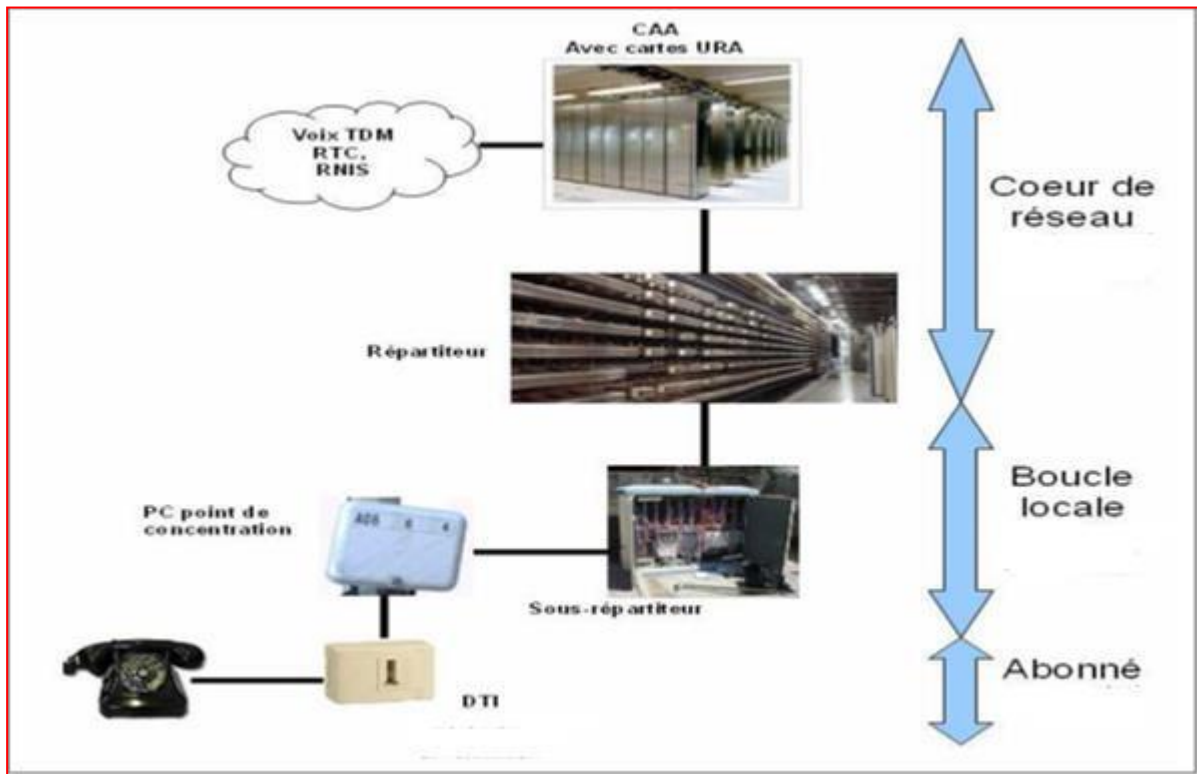 CAA
Avec cartes URA
Voix TDM
RTC,
RNIS
Coeur de
réseau
Répartiteur
Boucle
locale
PC point de
concentration
Sous-répartiteur
Abonné
DTI